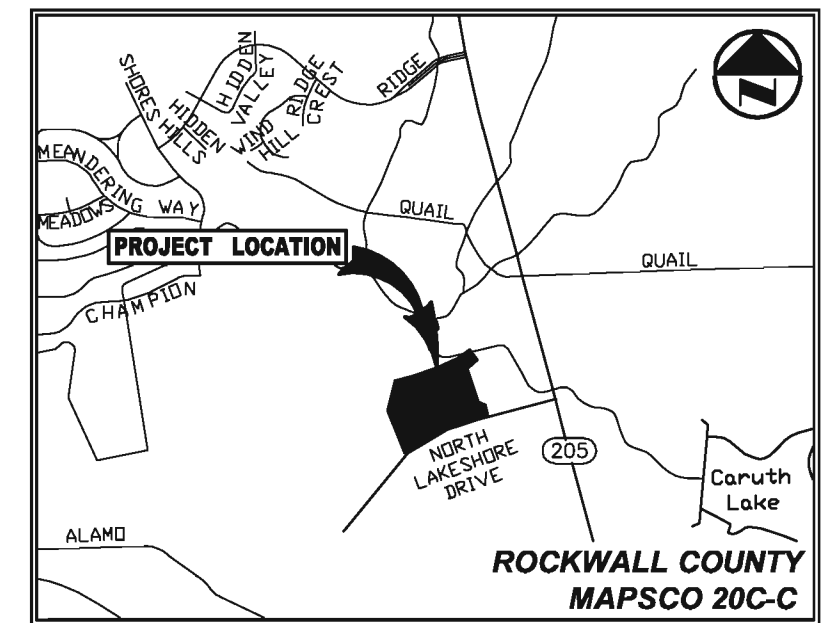 HIDDEN
VALLEY
RIDGE
CREST
RIDGE
SHORES
HILLS
HIDDEN
WIND
HILL
MEANDERING WAY
MEADOWS
QUAIL
QUAIL
PROJECT LOCATION
CHAMPION
NORTH
LAKESHORE
DRIVE
205
Caruth
Lake
ALAMO
ROCKWALL COUNTY
MAPSCO 20C-C
N